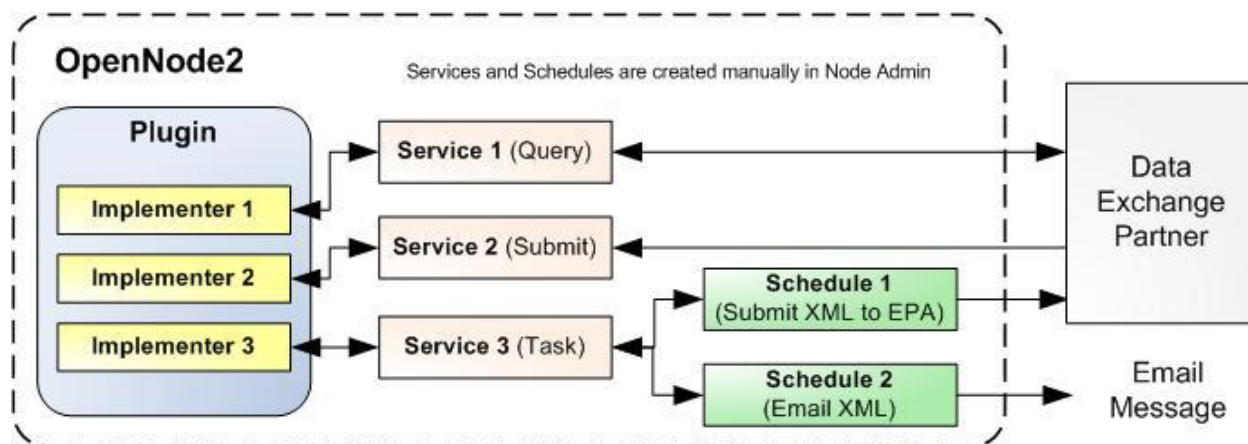 OpenNode2
Services and Schedules are created manually in Node Admin
Plugin
Implementer 1
Implementer 2
Implementer 3
Service 1 (Query)
Service 2 (Submit)
Service 3 (Task)
Schedule 1
(Submit XML to EPA)
Schedule 2
(Email XML)
Data
Exchange
Partner
Email
Message